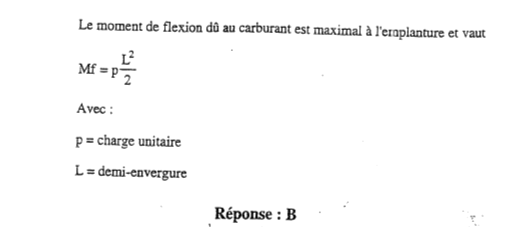 Le moment de flexion dû au carburant est maximal à l'emplanture et vaut
Mf = p L²/2
Avec :
p = charge unitaire
L = demi-envergure
Réponse : B